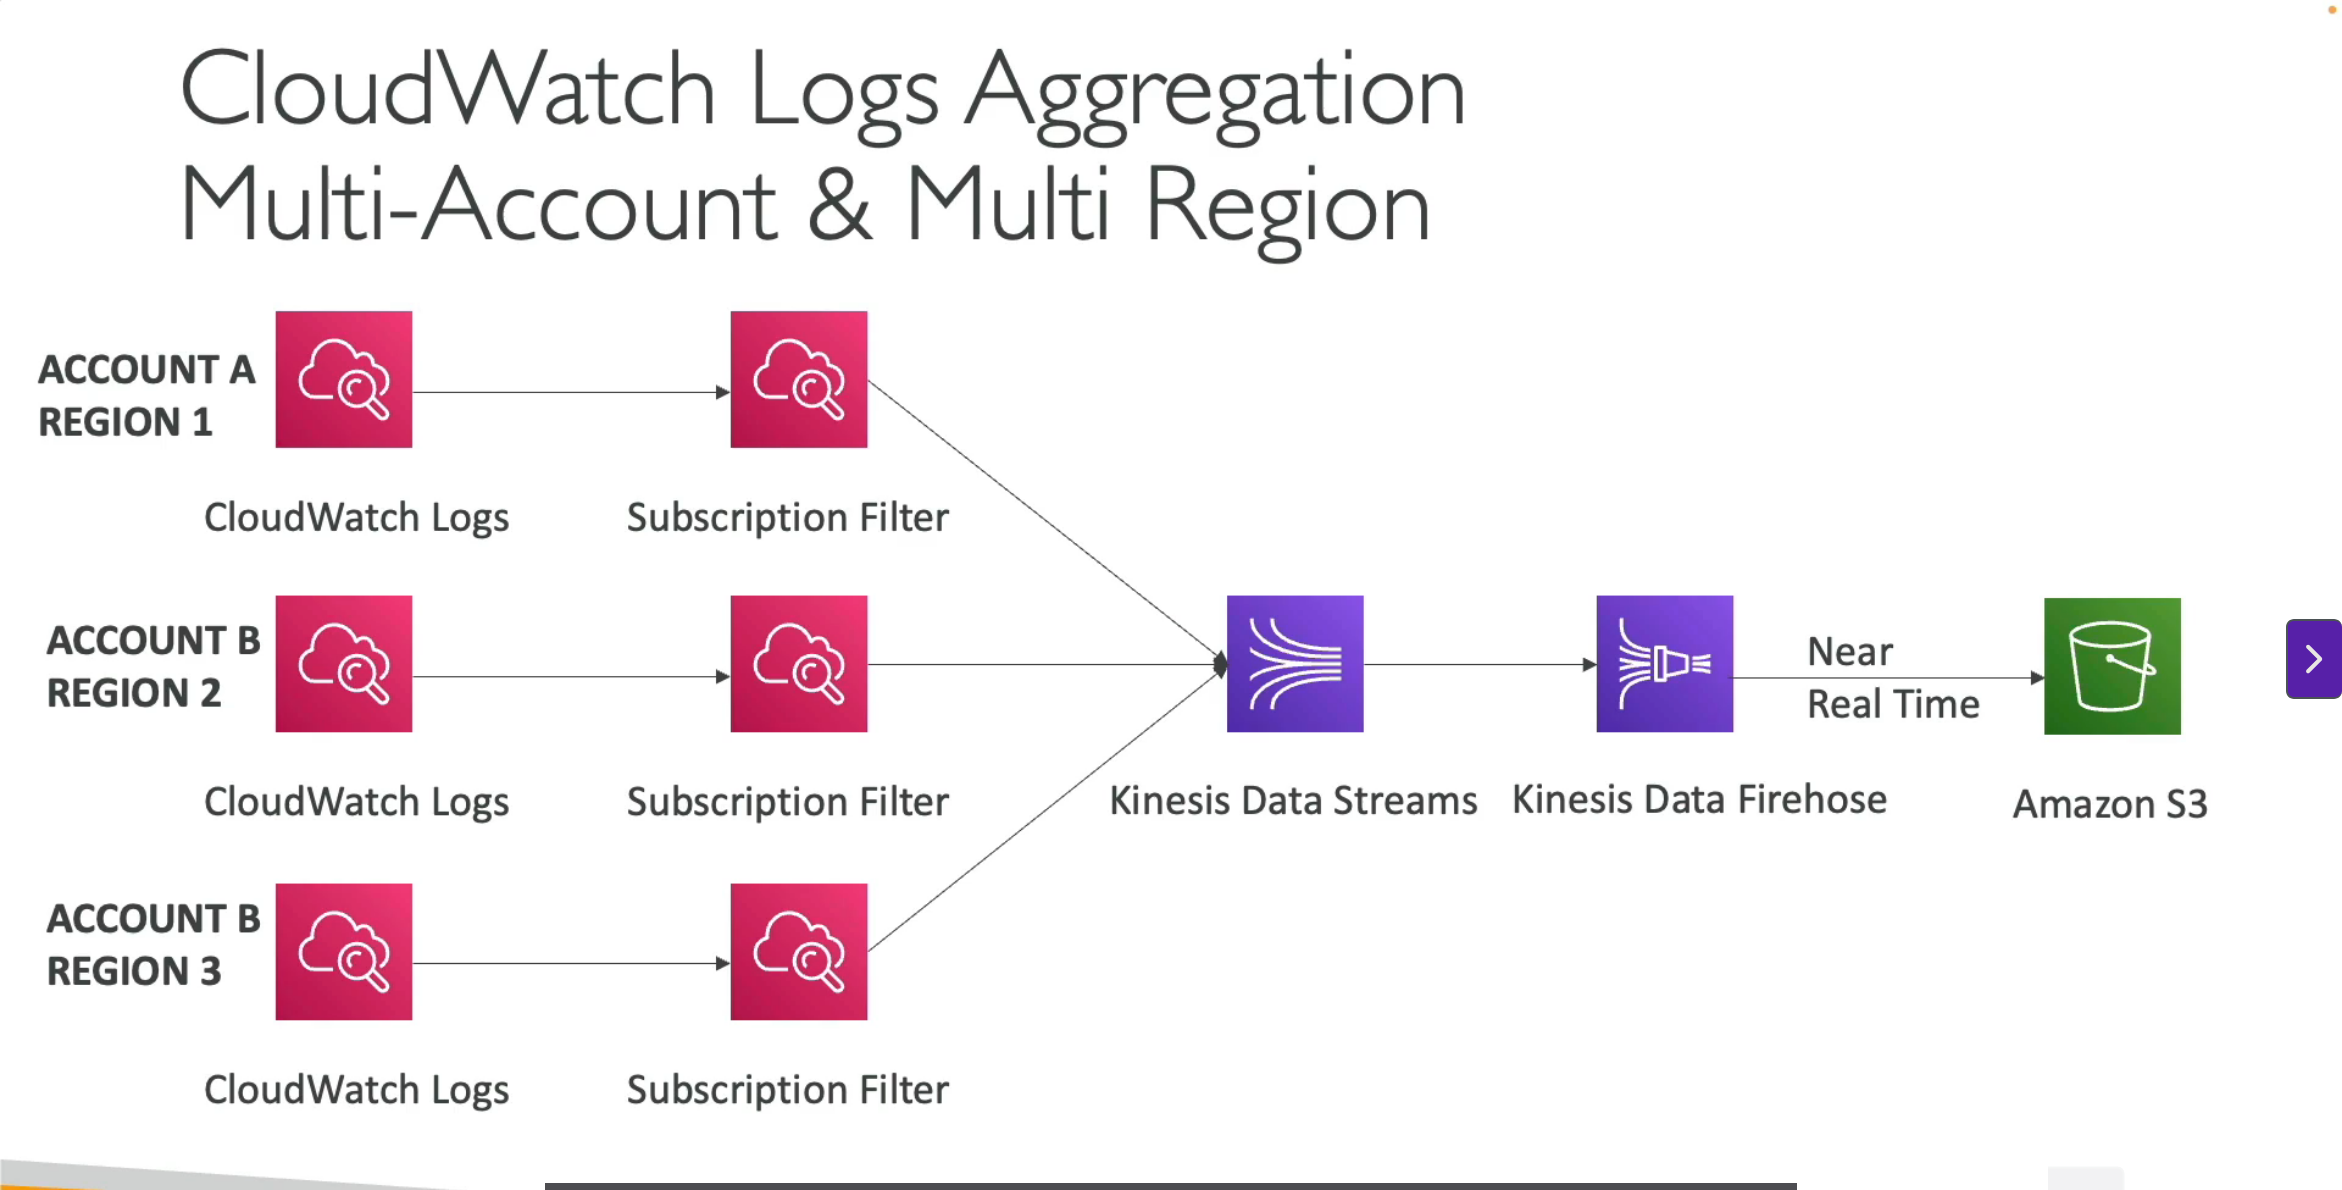 CloudWatch Logs Aggregation
Multi-Account & Multi Region
ACCOUNT A
REGION 1
CloudWatch Logs
Subscription Filter
ACCOUNT B
REGION 2
CloudWatch Logs
Subscription Filter
Kinesis Data Streams
Kinesis Data Firehose
Near
Real Time
Amazon S3
ACCOUNT B
REGION 3
CloudWatch Logs
Subscription Filter